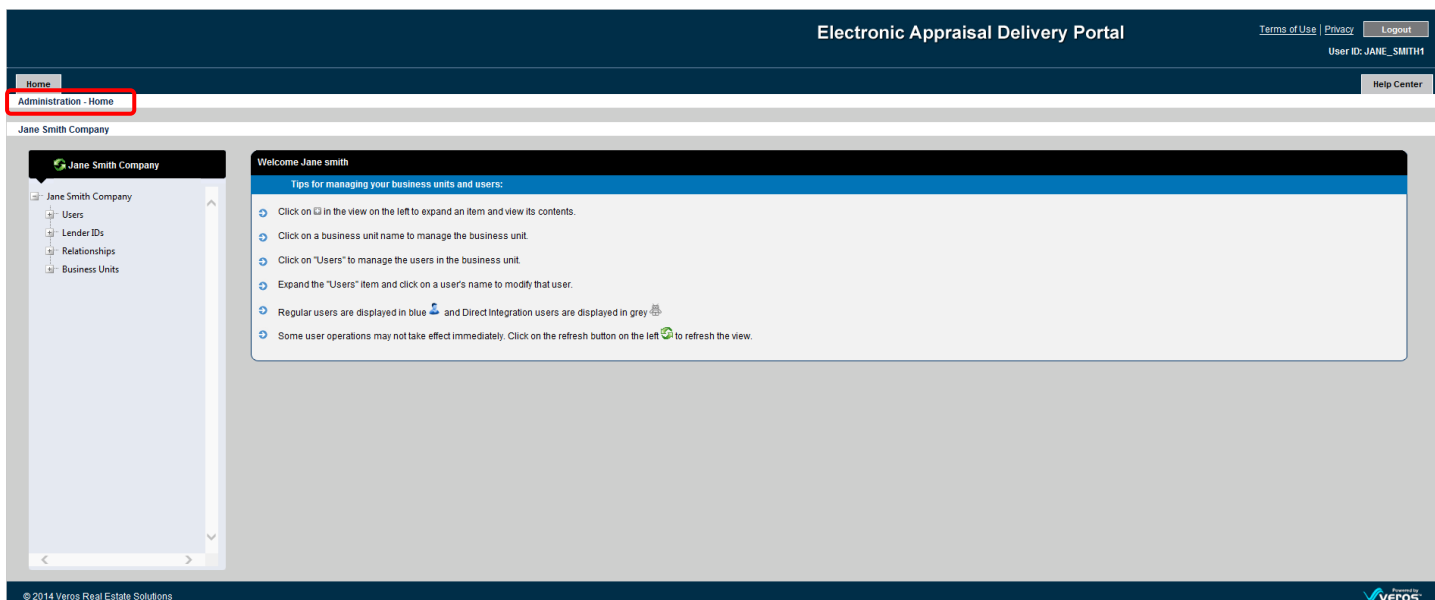 Electronic Appraisal Delivery Portal
Terms of Use | Privacy
Logout
User ID: JANE_SMITH1
Home
Help Center
Administration - Home
Jane Smith Company
Jane Smith Company
Jane Smith Company
Users
Lender IDs
Relationships
Business Units
Welcome Jane smith
Tips for managing your business units and users:
Click on in the view on the left to expand an item and view its contents.
Click on a business unit name to manage the business unit.
Click on "Users" to manage the users in the business unit.
Expand the "Users" item and click on a user's name to modify that user.
Regular users are displayed in blue and Direct Integration users are displayed in grey
Some user operations may not take effect immediately. Click on the refresh button on the left to refresh the view.
© 2014 Veros Real Estate Solutions
Powered by
veros